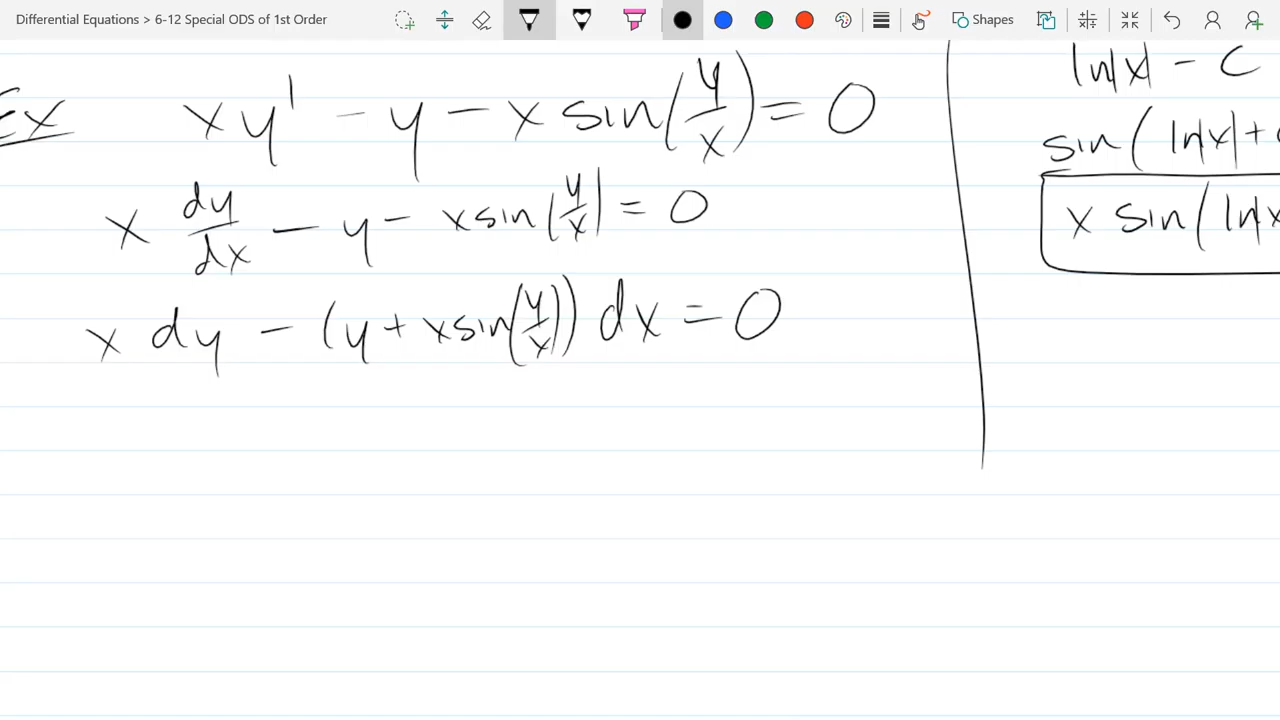 Differential Equations > 6-12 Special ODS of 1st Order
Shapes
Ex xy' - y - x sin(y/x) = 0
x dy/dx - y - x sin(y/x) = 0
x dy - (y + x sin(y/x)) dx = 0
ln|x| - C
sin(ln|x| +
x sin(ln|x